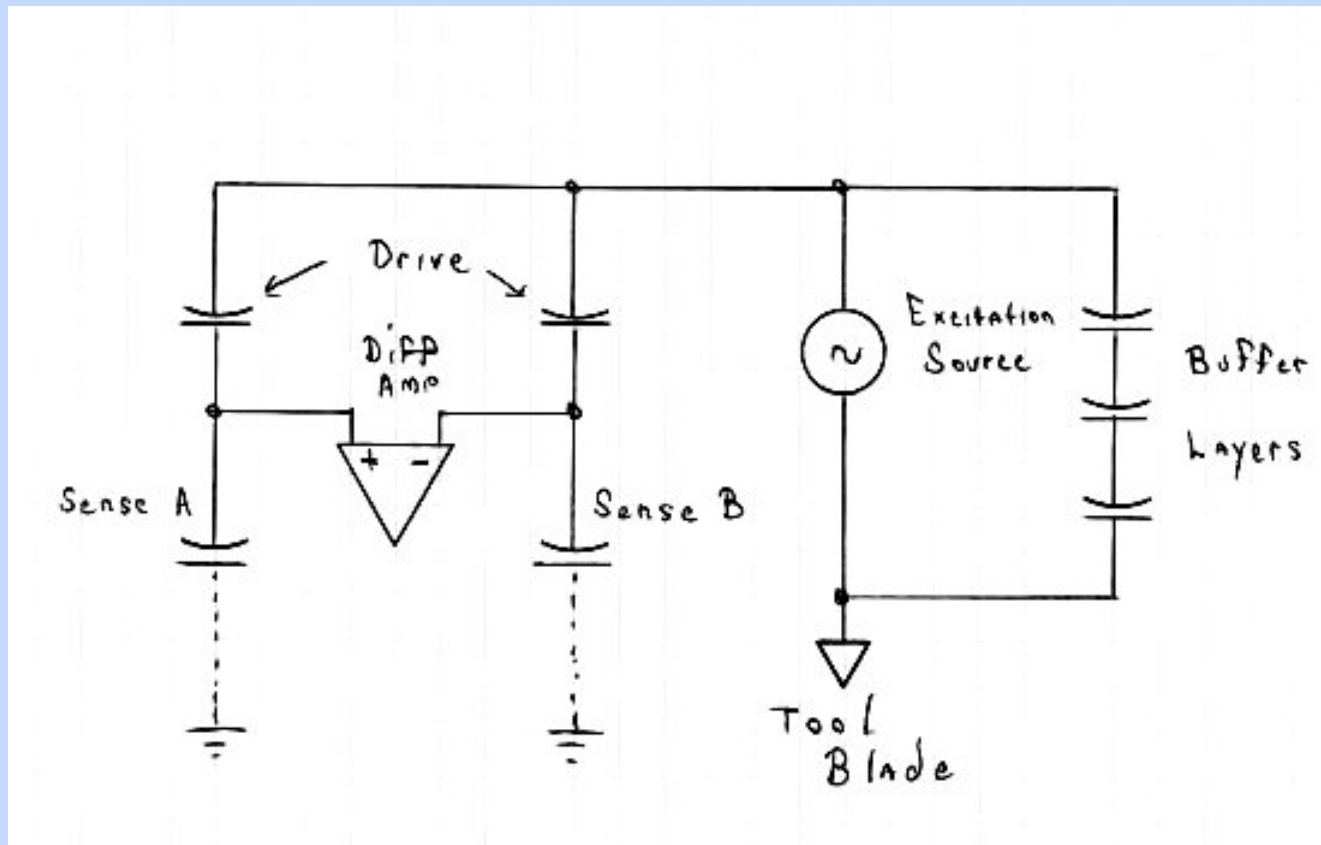 Drive
Diff
Amp
+ -
Excitation
Source
Buffer
Layers
Sense A
Sense B
Tool
Blade